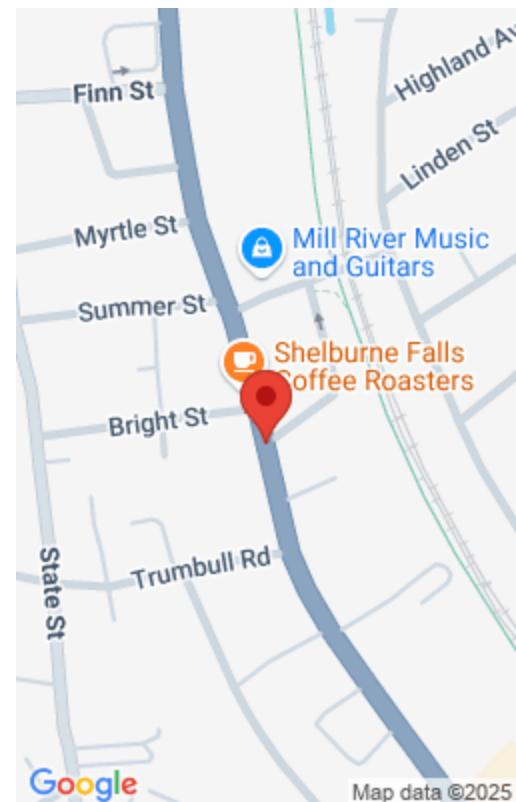 Highland Av
Finn St
Linden St
Myrtle St
Mill River Music
and Guitars
Summer St
Shelburne Falls
Coffee Roasters
Bright St
Trumbull Rd
State St
Google
Map data ©2025